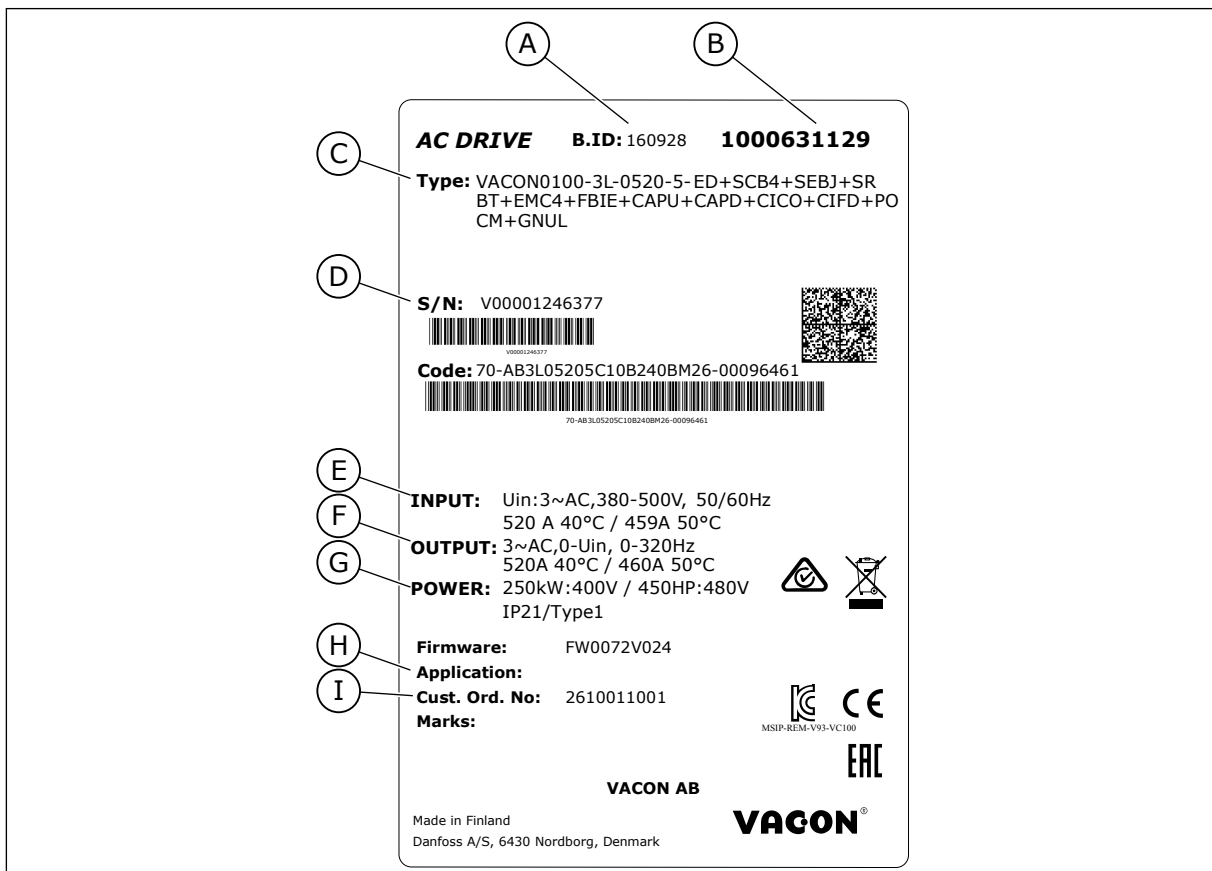 A
B
AC DRIVE B.ID: 160928 1000631129
C
Type: VACON0100-3L-0520-5-ED+SCB4+SEBJ+SR
BT+EMC4+FBIE+CAPU+CAPD+CICO+CIFD+PO
CM+GNUL
D
S/N: V00001246377
V00001246377
Code: 70-AB3L05205C10B240BM26-00096461
70-AB3L05205C10B240BM26-00096461
E
INPUT: Uin:3~AC,380-500V, 50/60Hz
520 A 40°C / 459A 50°C
F
OUTPUT: 3~AC,0-Uin, 0-320Hz
520A 40°C / 460A 50°C
G
POWER: 250kW:400V / 450HP:480V
IP21/Type1
Firmware: FW0072V024
H
Application:
I
Cust. Ord. No: 2610011001
Marks:
CE
MSIP-REM-V93-VC100
EAC
VACON AB
Made in Finland
VACON®
Danfoss A/S, 6430 Nordborg, Denmark